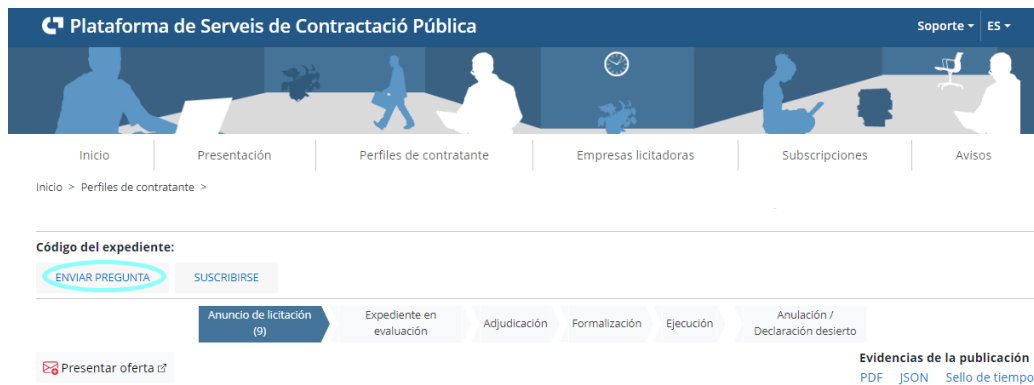 Plataforma de Serveis de Contractació Pública
Soporte ES
Inicio Presentación Perfiles de contratante Empresas licitadoras Subscripciones Avisos
Inicio > Perfiles de contratante >
Código del expediente:
ENVIAR PREGUNTA SUSCRIBIRSE
Anuncio de licitación (9) Expediente en evaluación Adjudicación Formalización Ejecución Anulación / Declaración desierto
Presentar oferta
Evidencias de la publicación
PDF JSON Sello de tiempo